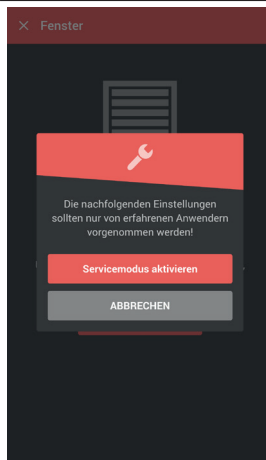 Fenster
Die nachfolgenden Einstellungen
sollten nur von erfahrenen Anwendern
vorgenommen werden!
Servicemodus aktivieren
ABBRECHEN